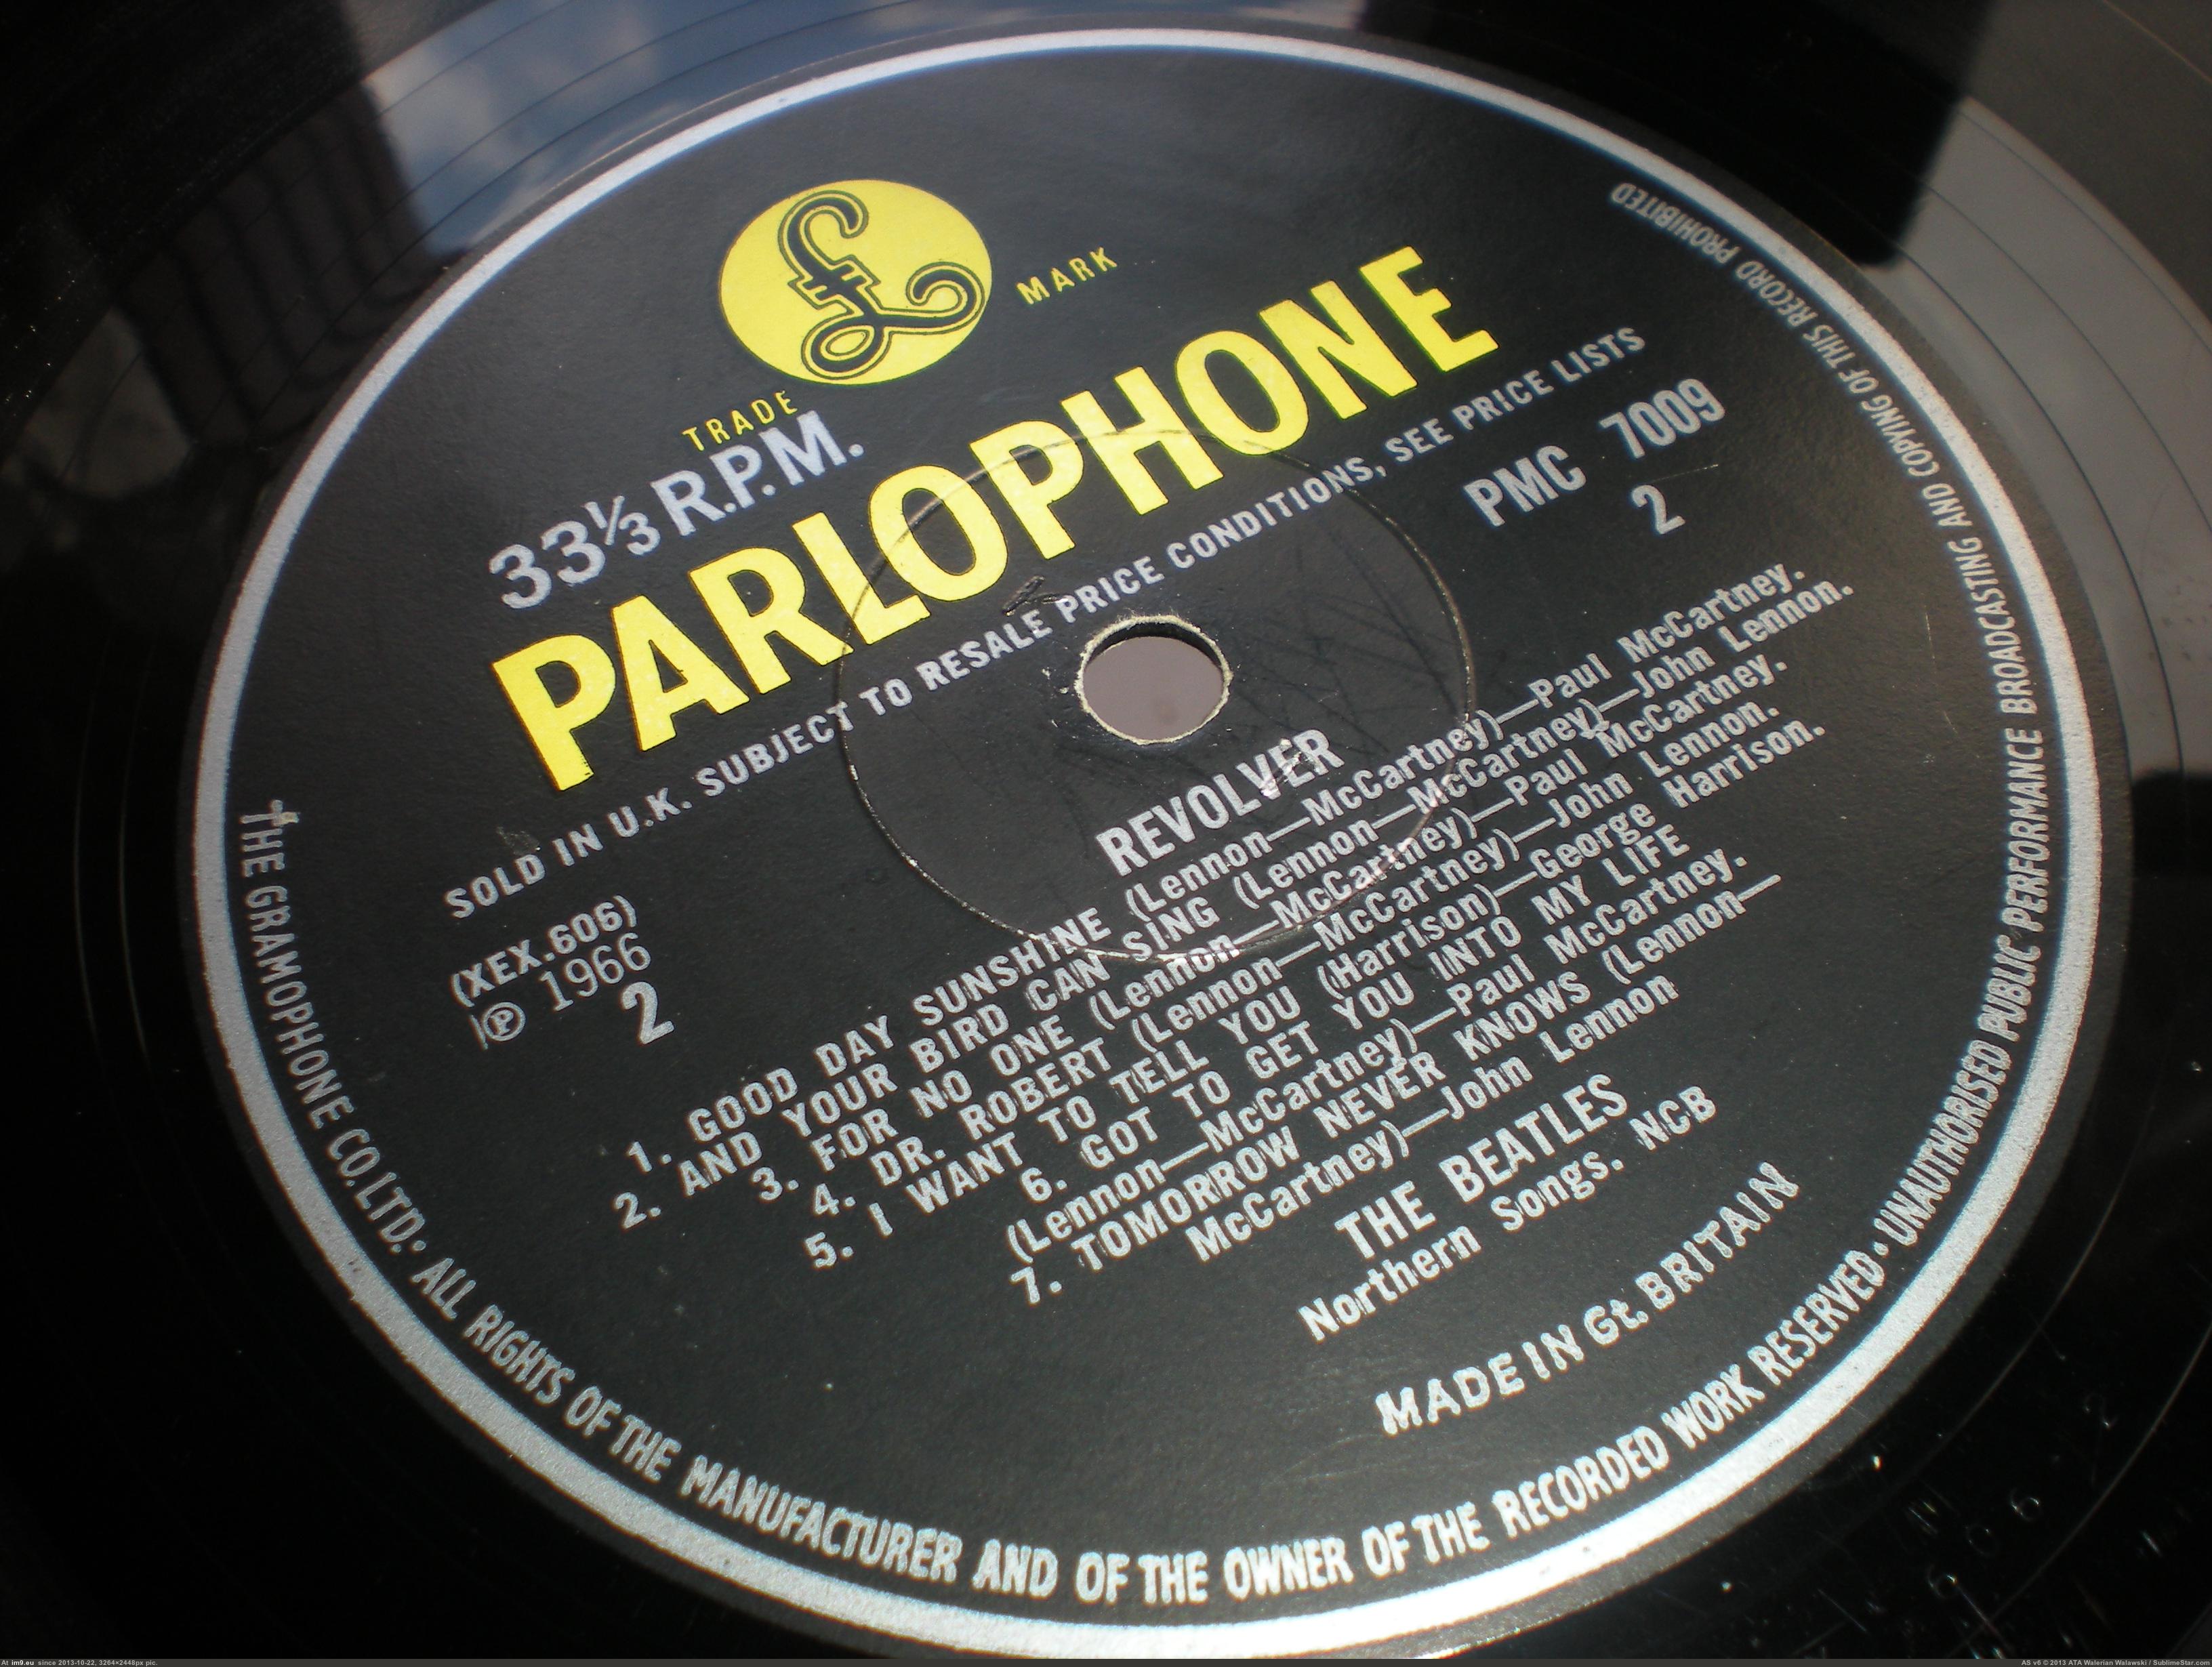 £
TRADE MARK
33⅓ R.P.M.
PARLOPHONE
SOLD IN U.K. SUBJECT TO RESALE PRICE CONDITIONS, SEE PRICE LISTS
(XEX.606)
℗ 1966
2
PMC 7009
2
REVOLVER
1. GOOD DAY SUNSHINE (Lennon—McCartney)—Paul McCartney.
2. AND YOUR BIRD CAN SING (Lennon—McCartney)—John Lennon.
3. FOR NO ONE (Lennon—McCartney)—Paul McCartney.
4. DR. ROBERT (Lennon—McCartney)—John Lennon.
5. I WANT TO TELL YOU (Harrison)—George Harrison.
6. GOT TO GET YOU INTO MY LIFE
(Lennon—McCartney)—Paul McCartney.
7. TOMORROW NEVER KNOWS (Lennon—
McCartney)—John Lennon
THE BEATLES
Northern Songs. NCB
MADE IN Gt. BRITAIN
THE GRAMOPHONE CO. LTD. • ALL RIGHTS OF THE MANUFACTURER AND OF THE OWNER OF THE RECORDED WORK RESERVED • UNAUTHORISED PUBLIC PERFORMANCE BROADCASTING AND COPYING OF THIS RECORD PROHIBITED
At im9.eu since 2013-10-22, 3264×2448px pic.
AS v6 © 2013 ATA Walerian Walawski / SublimeStar.com